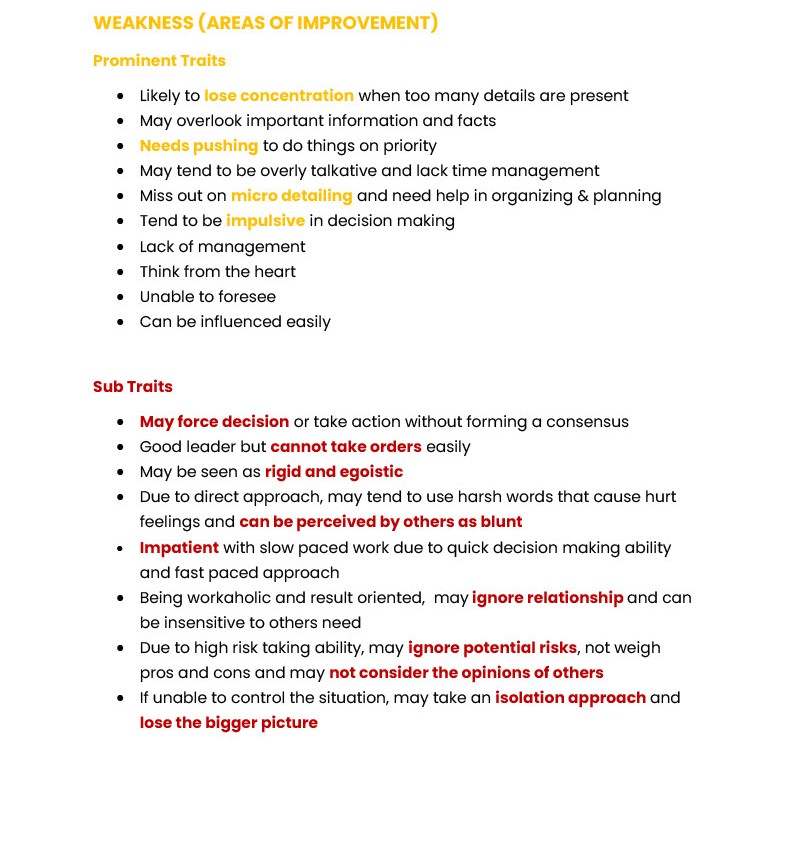 WEAKNESS (AREAS OF IMPROVEMENT)
Prominent Traits
• Likely to lose concentration when too many details are present
• May overlook important information and facts
• Needs pushing to do things on priority
• May tend to be overly talkative and lack time management
• Miss out on micro detailing and need help in organizing & planning
• Tend to be impulsive in decision making
• Lack of management
• Think from the heart
• Unable to foresee
• Can be influenced easily
Sub Traits
• May force decision or take action without forming a consensus
• Good leader but cannot take orders easily
• May be seen as rigid and egoistic
• Due to direct approach, may tend to use harsh words that cause hurt
feelings and can be perceived by others as blunt
• Impatient with slow paced work due to quick decision making ability
and fast paced approach
• Being workaholic and result oriented,  may ignore relationship and can
be insensitive to others need
• Due to high risk taking ability, may ignore potential risks, not weigh
pros and cons and may not consider the opinions of others
• If unable to control the situation, may take an isolation approach and
lose the bigger picture